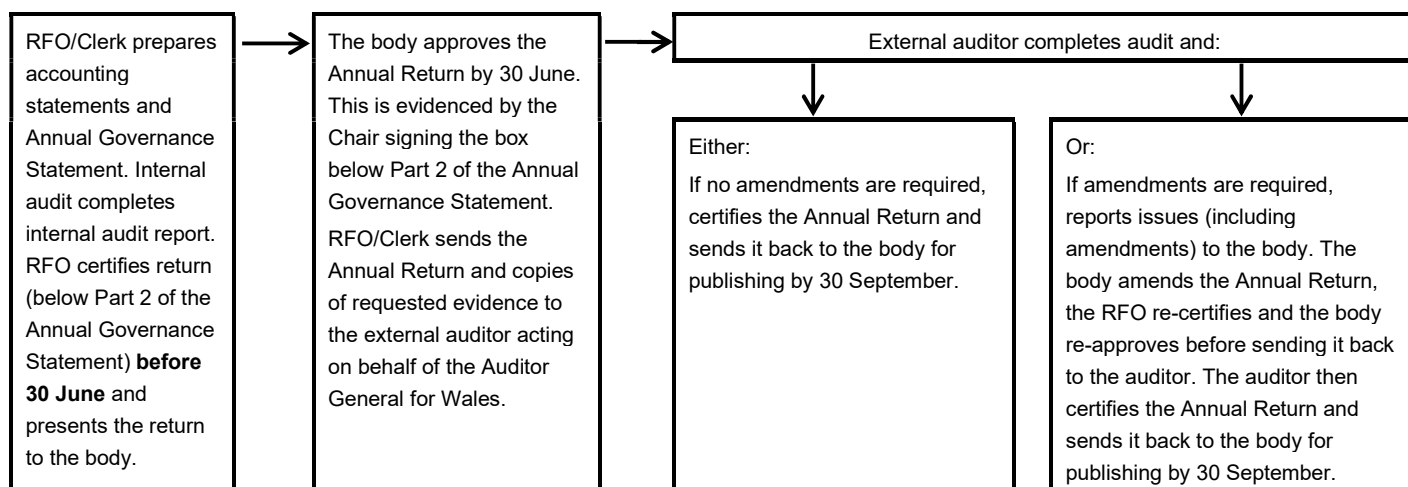 RFO/Clerk prepares
accounting
statements and
Annual Governance
Statement. Internal
audit completes
internal audit report.
RFO certifies return
(below Part 2 of the
Annual Governance
Statement) before
30 June and
presents the return
to the body.
The body approves the
Annual Return by 30 June.
This is evidenced by the
Chair signing the box
below Part 2 of the Annual
Governance Statement.
RFO/Clerk sends the
Annual Return and copies
of requested evidence to
the external auditor acting
on behalf of the Auditor
General for Wales.
External auditor completes audit and:
Either:
If no amendments are required,
certifies the Annual Return and
sends it back to the body for
publishing by 30 September.
Or:
If amendments are required,
reports issues (including
amendments) to the body. The
body amends the Annual Return,
the RFO re-certifies and the body
re-approves before sending it back
to the auditor. The auditor then
certifies the Annual Return and
sends it back to the body for
publishing by 30 September.